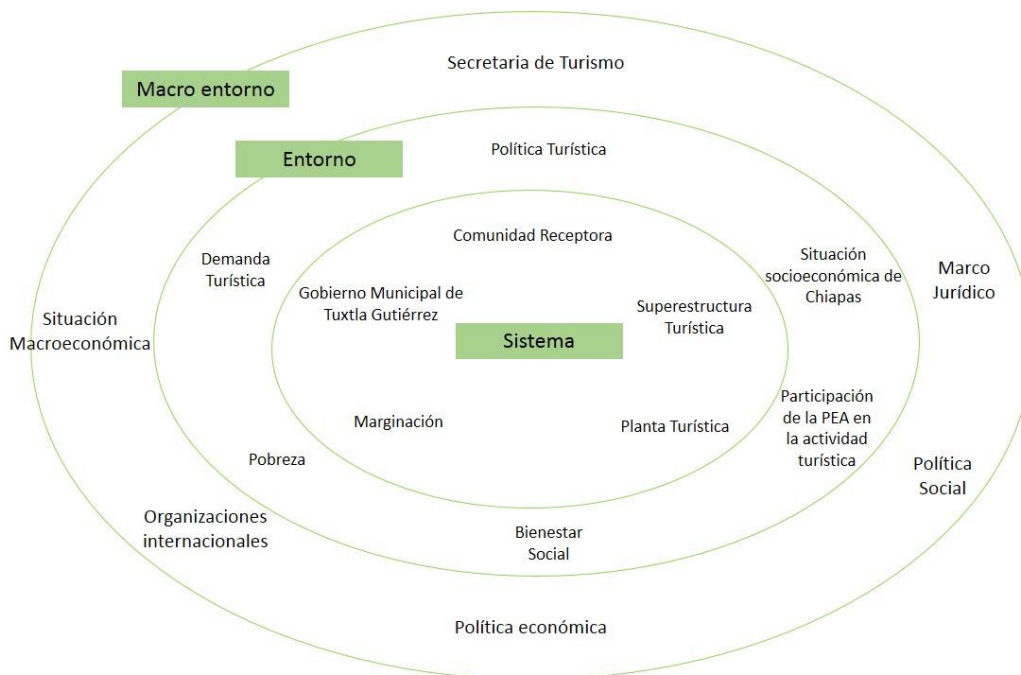 Secretaria de Turismo
Macro entorno
Entorno
Política Turística
Comunidad Receptora
Demanda
Turística
Situación
socioeconómica de
Chiapas
Marco
Jurídico
Gobierno Municipal de
Tuxtla Gutiérrez
Superestructura
Turística
Situación
Macroeconómica
Sistema
Marginación
Planta Turística
Participación
de la PEA en
la actividad
turística
Pobreza
Política
Social
Organizaciones
internacionales
Bienestar
Social
Política económica